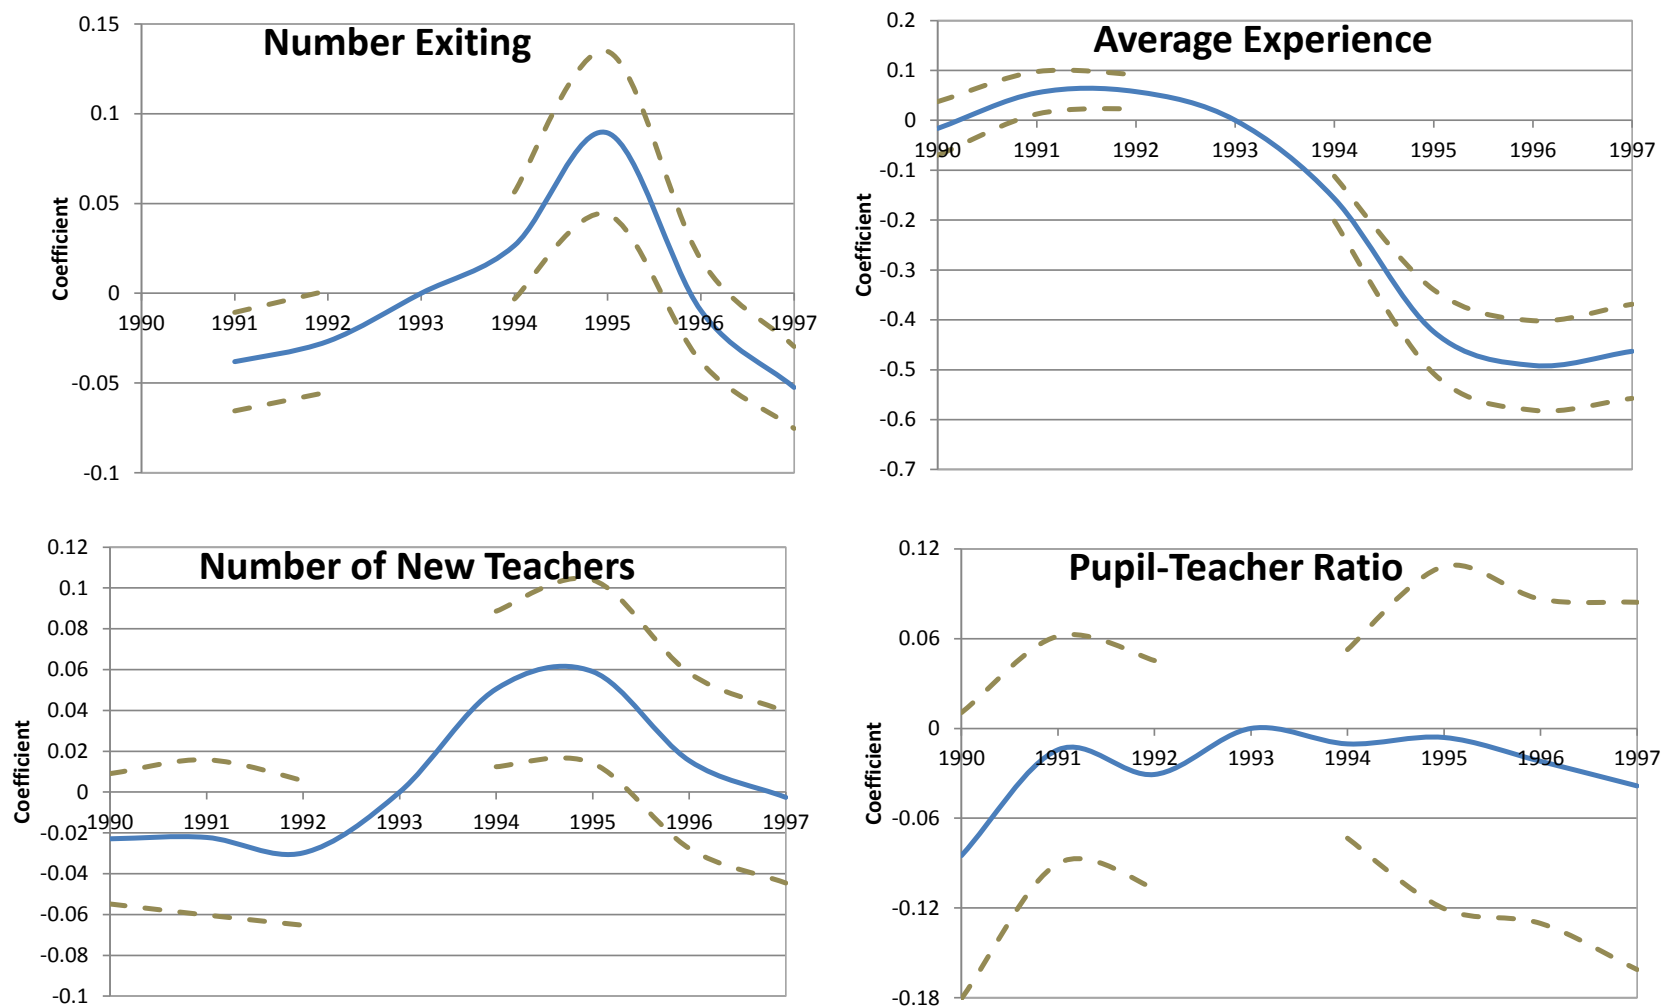 Number Exiting
0.15
0.1
0.05
0
-0.05
-0.1
Coefficient
1990 1991 1992 1993 1994 1995 1996 1997
Average Experience
0.2
0.1
0
-0.1
-0.2
-0.3
-0.4
-0.5
-0.6
-0.7
Coefficient
1990 1991 1992 1993 1994 1995 1996 1997
Number of New Teachers
0.12
0.1
0.08
0.06
0.04
0.02
0
-0.02
-0.04
-0.06
-0.08
-0.1
Coefficient
1990 1991 1992 1993 1994 1995 1996 1997
Pupil-Teacher Ratio
0.12
0.06
0
-0.06
-0.12
-0.18
Coefficient
1990 1991 1992 1993 1994 1995 1996 1997